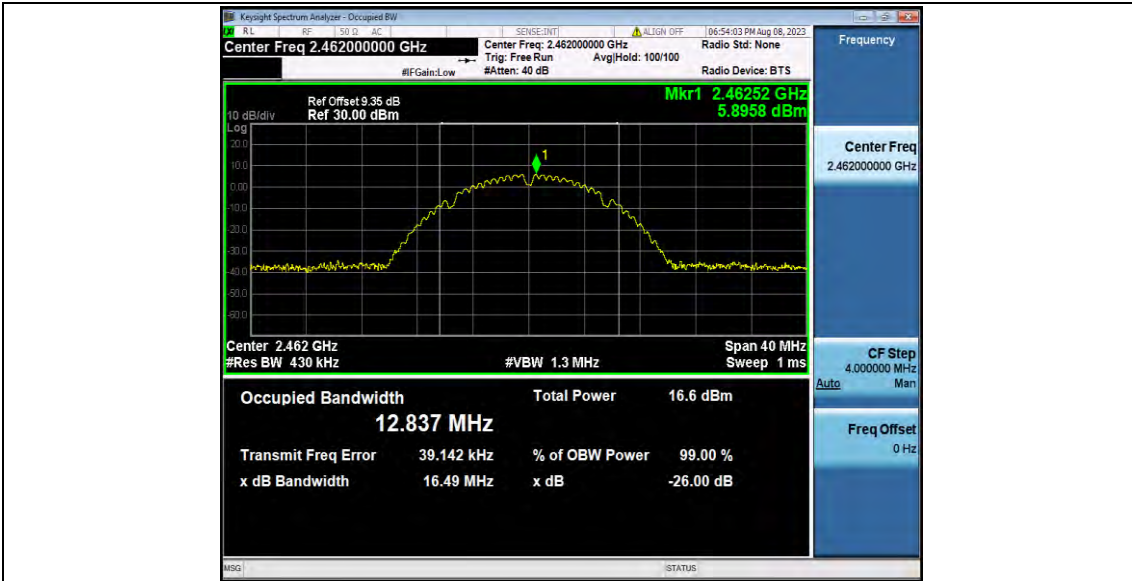 Keysight Spectrum Analyzer - Occupied BW
RL RF 50 Ω AC SENSE:INT ALIGN OFF 06:54:03 PM Aug 08, 2023
Center Freq 2.462000000 GHz Center Freq: 2.462000000 GHz Radio Std: None
Trig: Free Run Avg|Hold: 100/100
#IFGain:Low #Atten: 40 dB Radio Device: BTS
Frequency
Ref Offset 9.35 dB Mkr1 2.46252 GHz
10 dB/div Ref 30.00 dBm 5.8958 dBm
Log
20.0
10.0
0.00
-10.0
-20.0
-30.0
-40.0
-50.0
-60.0
1
Center 2.462 GHz Span 40 MHz
#Res BW 430 kHz #VBW 1.3 MHz Sweep 1 ms
Occupied Bandwidth Total Power 16.6 dBm
12.837 MHz
Transmit Freq Error 39.142 kHz % of OBW Power 99.00 %
x dB Bandwidth 16.49 MHz x dB -26.00 dB
Center Freq
2.462000000 GHz
CF Step
4.000000 MHz
Auto Man
Freq Offset
0 Hz
MSG STATUS